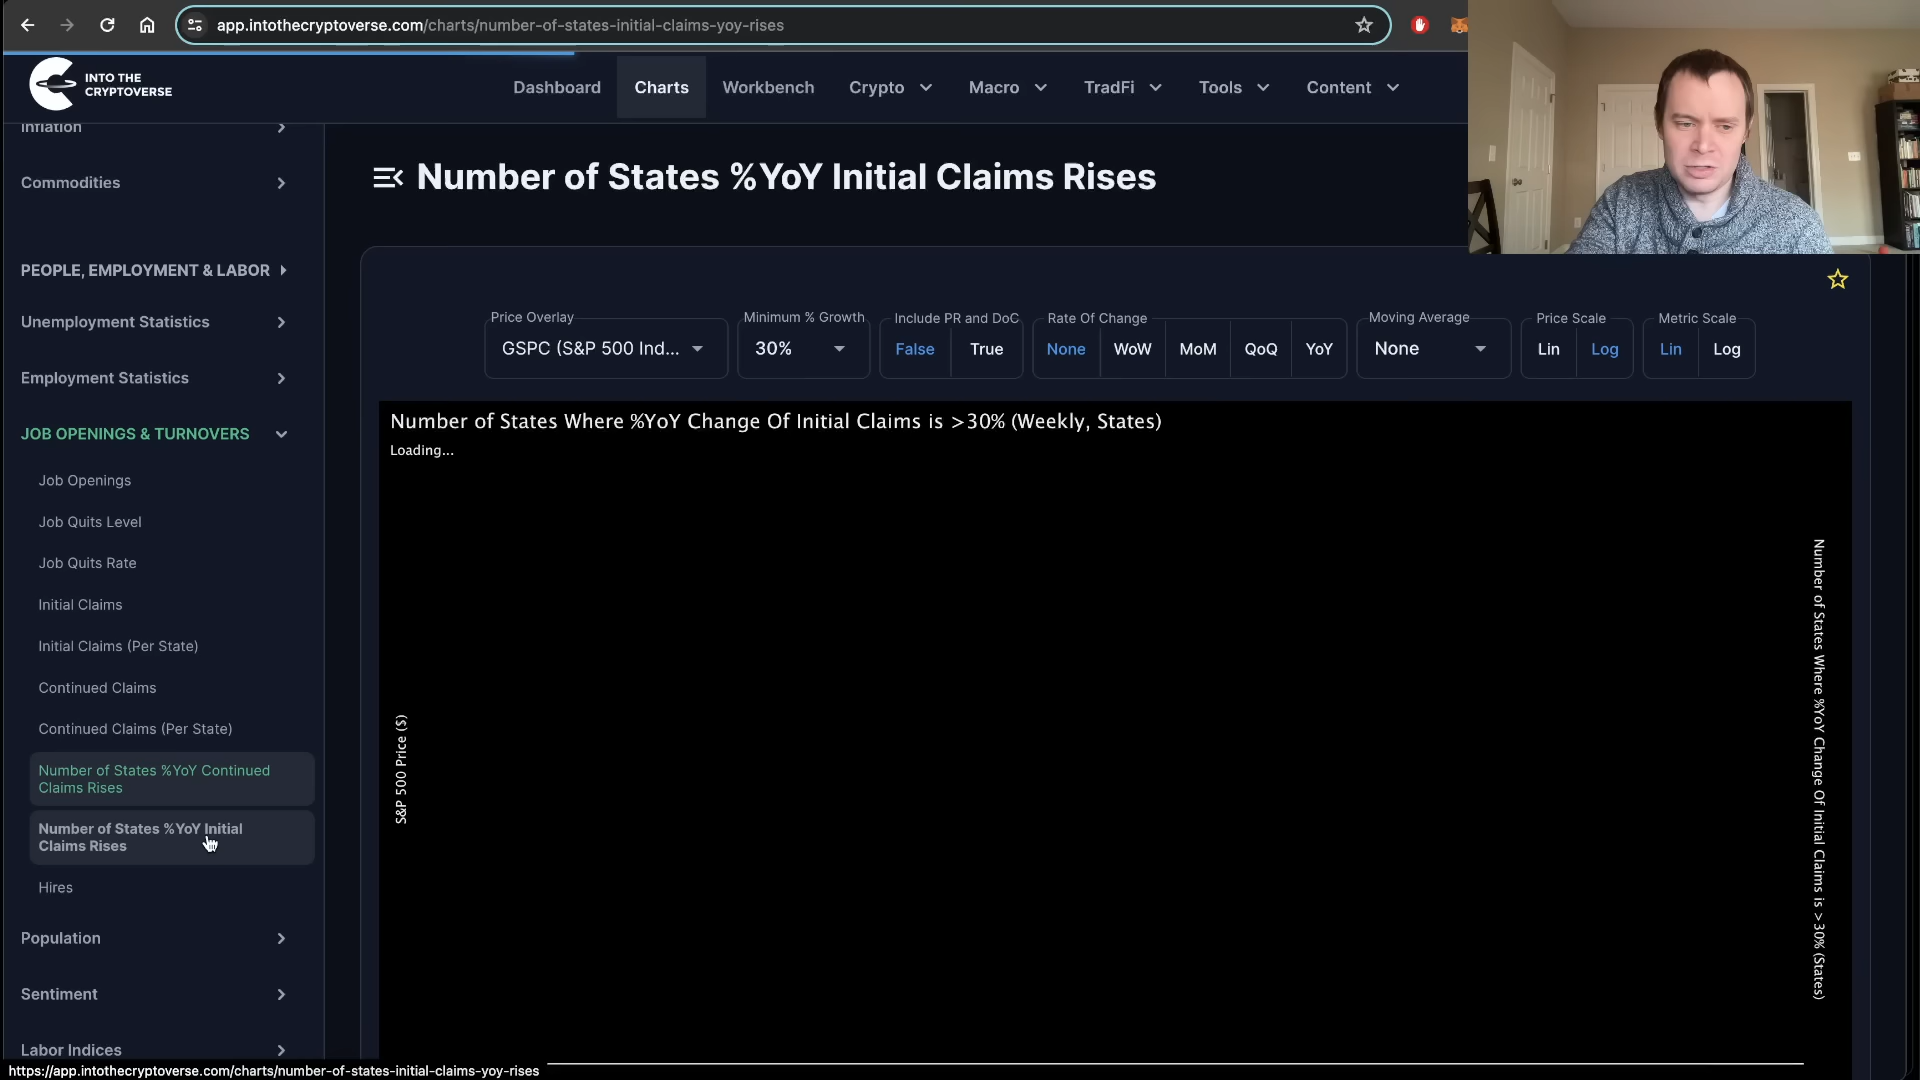 app.intothecryptoverse.com/charts/number-of-states-initial-claims-yoy-rises
INTO THE
CRYPTOVERSE
Dashboard
Charts
Workbench
Crypto
Macro
TradFi
Tools
Content
Inflation
Commodities
PEOPLE, EMPLOYMENT & LABOR
Unemployment Statistics
Employment Statistics
JOB OPENINGS & TURNOVERS
Job Openings
Job Quits Level
Job Quits Rate
Initial Claims
Initial Claims (Per State)
Continued Claims
Continued Claims (Per State)
Number of States %YoY Continued
Claims Rises
Number of States %YoY Initial
Claims Rises
Hires
Population
Sentiment
Labor Indices
Number of States %YoY Initial Claims Rises
Price Overlay
GSPC (S&P 500 Ind...
Minimum % Growth
30%
Include PR and DoC
False
True
Rate Of Change
None
WoW
MoM
QoQ
YoY
Moving Average
None
Price Scale
Lin
Log
Metric Scale
Lin
Log
Number of States Where %YoY Change Of Initial Claims is >30% (Weekly, States)
Loading...
S&P 500 Price ($)
Number of States Where %YoY Change Of Initial Claims is >30% (States)
https://app.intothecryptoverse.com/charts/number-of-states-initial-claims-yoy-rises